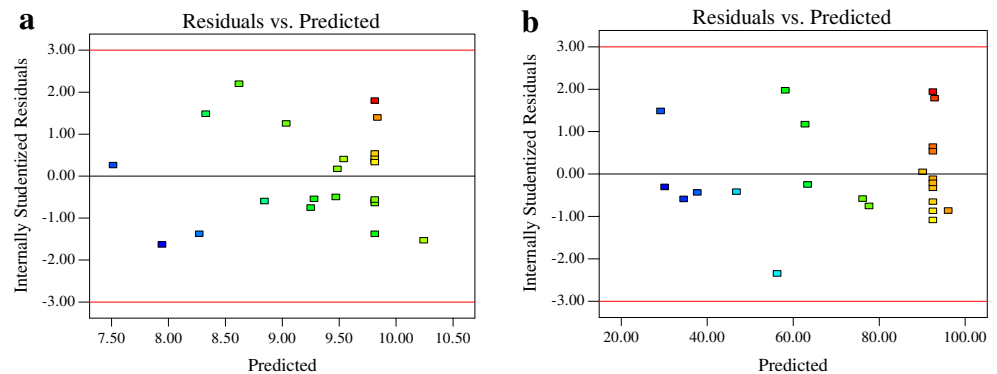 a
Residuals vs. Predicted
Internally Studentized Residuals
3.00
2.00
1.00
0.00
-1.00
-2.00
-3.00
7.50 8.00 8.50 9.00 9.50 10.00 10.50
Predicted
b
Residuals vs. Predicted
Internally Studentized Residuals
3.00
2.00
1.00
0.00
-1.00
-2.00
-3.00
20.00 40.00 60.00 80.00 100.00
Predicted